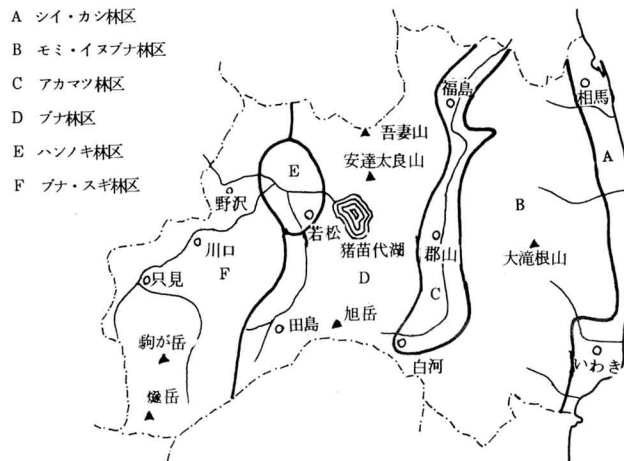 A シイ・カシ林区
B モミ・イヌブナ林区
C アカマツ林区
D ブナ林区
E ハンノキ林区
F ブナ・スギ林区
福島
相馬
吾妻山
安達太良山
E
A
野沢
若松
猪苗代湖
B
川口
郡山
大滝根山
只見
F
D
C
田島
旭岳
駒が岳
白河
いわき
燧岳